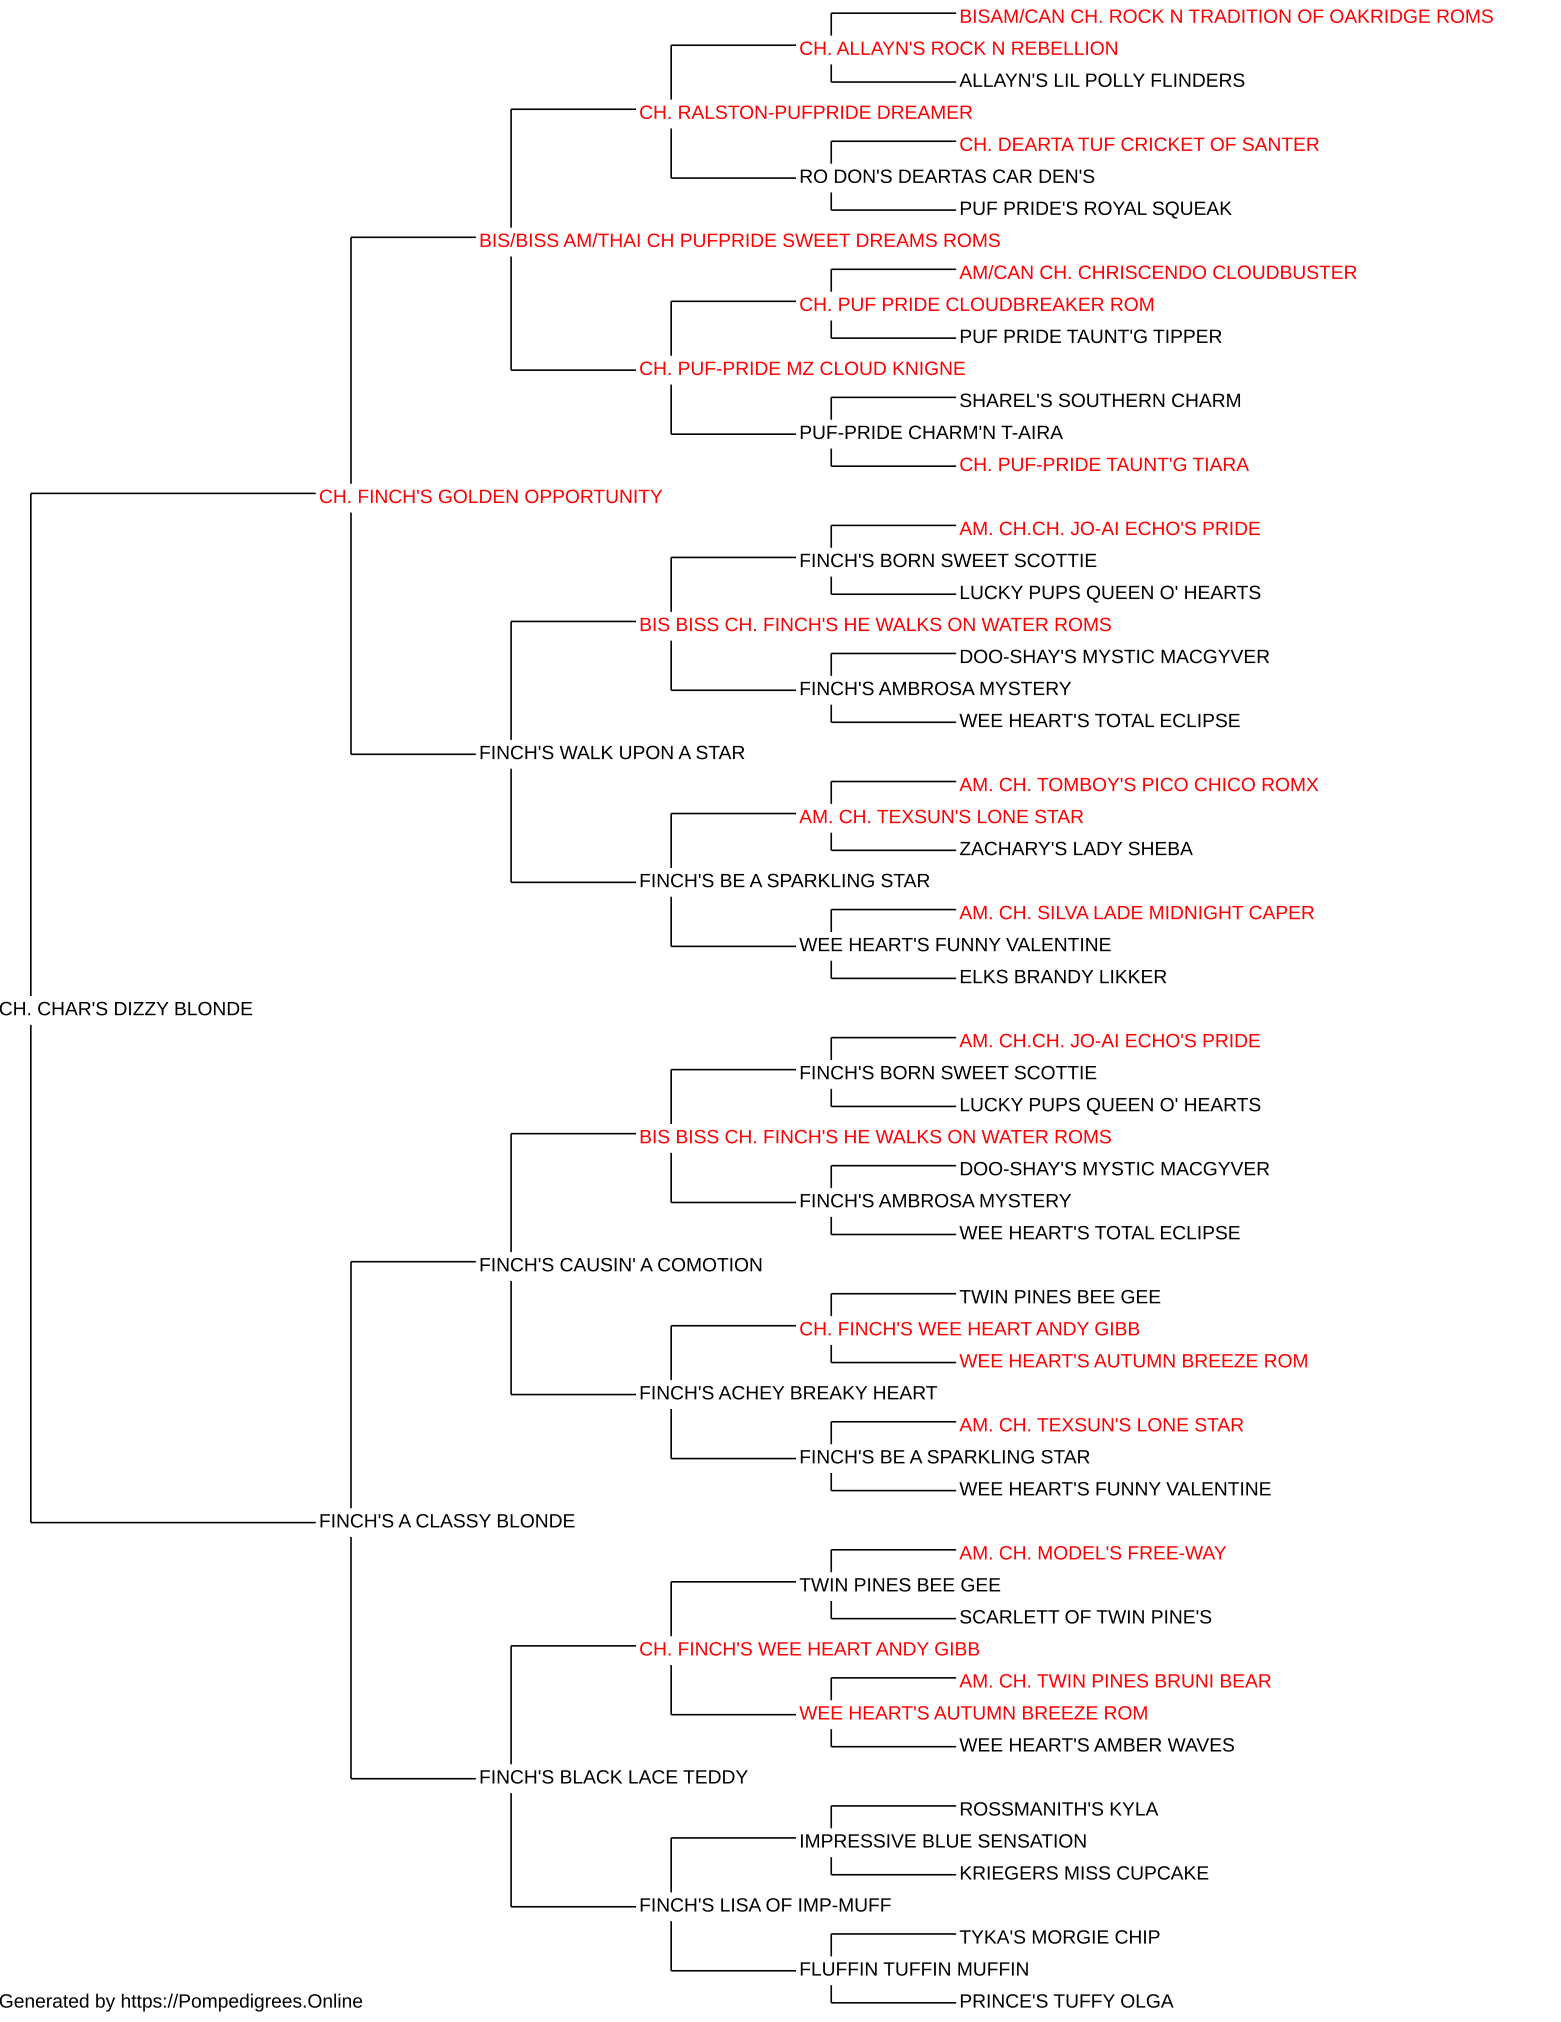 BISAM/CAN CH. ROCK N TRADITION OF OAKRIDGE ROMS
CH. ALLAYN'S ROCK N REBELLION
ALLAYN'S LIL POLLY FLINDERS
CH. RALSTON-PUFPRIDE DREAMER
CH. DEARTA TUF CRICKET OF SANTER
RO DON'S DEARTAS CAR DEN'S
PUF PRIDE'S ROYAL SQUEAK
BIS/BISS AM/THAI CH PUFPRIDE SWEET DREAMS ROMS
AM/CAN CH. CHRISCENDO CLOUDBUSTER
CH. PUF PRIDE CLOUDBREAKER ROM
PUF PRIDE TAUNT'G TIPPER
CH. PUF-PRIDE MZ CLOUD KNIGNE
SHAREL'S SOUTHERN CHARM
PUF-PRIDE CHARM'N T-AIRA
CH. PUF-PRIDE TAUNT'G TIARA
CH. FINCH'S GOLDEN OPPORTUNITY
AM. CH.CH. JO-AI ECHO'S PRIDE
FINCH'S BORN SWEET SCOTTIE
LUCKY PUPS QUEEN O' HEARTS
BIS BISS CH. FINCH'S HE WALKS ON WATER ROMS
DOO-SHAY'S MYSTIC MACGYVER
FINCH'S AMBROSA MYSTERY
WEE HEART'S TOTAL ECLIPSE
FINCH'S WALK UPON A STAR
AM. CH. TOMBOY'S PICO CHICO ROMX
AM. CH. TEXSUN'S LONE STAR
ZACHARY'S LADY SHEBA
FINCH'S BE A SPARKLING STAR
AM. CH. SILVA LADE MIDNIGHT CAPER
WEE HEART'S FUNNY VALENTINE
ELKS BRANDY LIKKER
CH. CHAR'S DIZZY BLONDE
AM. CH.CH. JO-AI ECHO'S PRIDE
FINCH'S BORN SWEET SCOTTIE
LUCKY PUPS QUEEN O' HEARTS
BIS BISS CH. FINCH'S HE WALKS ON WATER ROMS
DOO-SHAY'S MYSTIC MACGYVER
FINCH'S AMBROSA MYSTERY
WEE HEART'S TOTAL ECLIPSE
FINCH'S CAUSIN' A COMOTION
TWIN PINES BEE GEE
CH. FINCH'S WEE HEART ANDY GIBB
WEE HEART'S AUTUMN BREEZE ROM
FINCH'S ACHEY BREAKY HEART
AM. CH. TEXSUN'S LONE STAR
FINCH'S BE A SPARKLING STAR
WEE HEART'S FUNNY VALENTINE
FINCH'S A CLASSY BLONDE
AM. CH. MODEL'S FREE-WAY
TWIN PINES BEE GEE
SCARLETT OF TWIN PINE'S
CH. FINCH'S WEE HEART ANDY GIBB
AM. CH. TWIN PINES BRUNI BEAR
WEE HEART'S AUTUMN BREEZE ROM
WEE HEART'S AMBER WAVES
FINCH'S BLACK LACE TEDDY
ROSSMANITH'S KYLA
IMPRESSIVE BLUE SENSATION
KRIEGERS MISS CUPCAKE
FINCH'S LISA OF IMP-MUFF
TYKA'S MORGIE CHIP
FLUFFIN TUFFIN MUFFIN
PRINCE'S TUFFY OLGA
Generated by https://Pompedigrees.Online